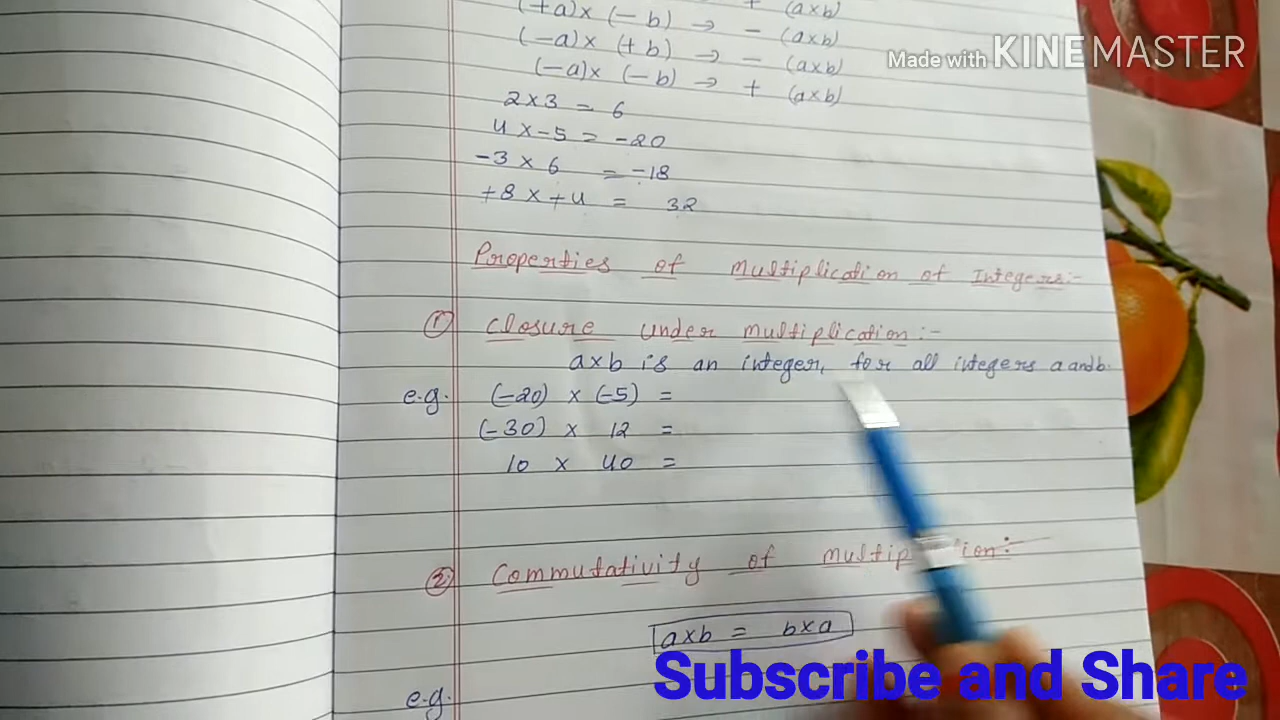 + (a×b)
(+a)× (−b) → − (a×b)
(−a)× (+b) → − (a×b)
(−a)× (−b) → + (a×b)
2×3 = 6
4×−5 = −20
−3 × 6 = −18
+8 × +4 = 32
Properties of Multiplication of Integers:-
① Closure under multiplication:-
a×b is an integer, for all integers a and b.
e.g. (−20) × (−5) =
(−30) × 12 =
10 × 40 =
② Commutativity of
a×b = b×a
e.g.
Made with KINEMASTER
Subscribe and Share